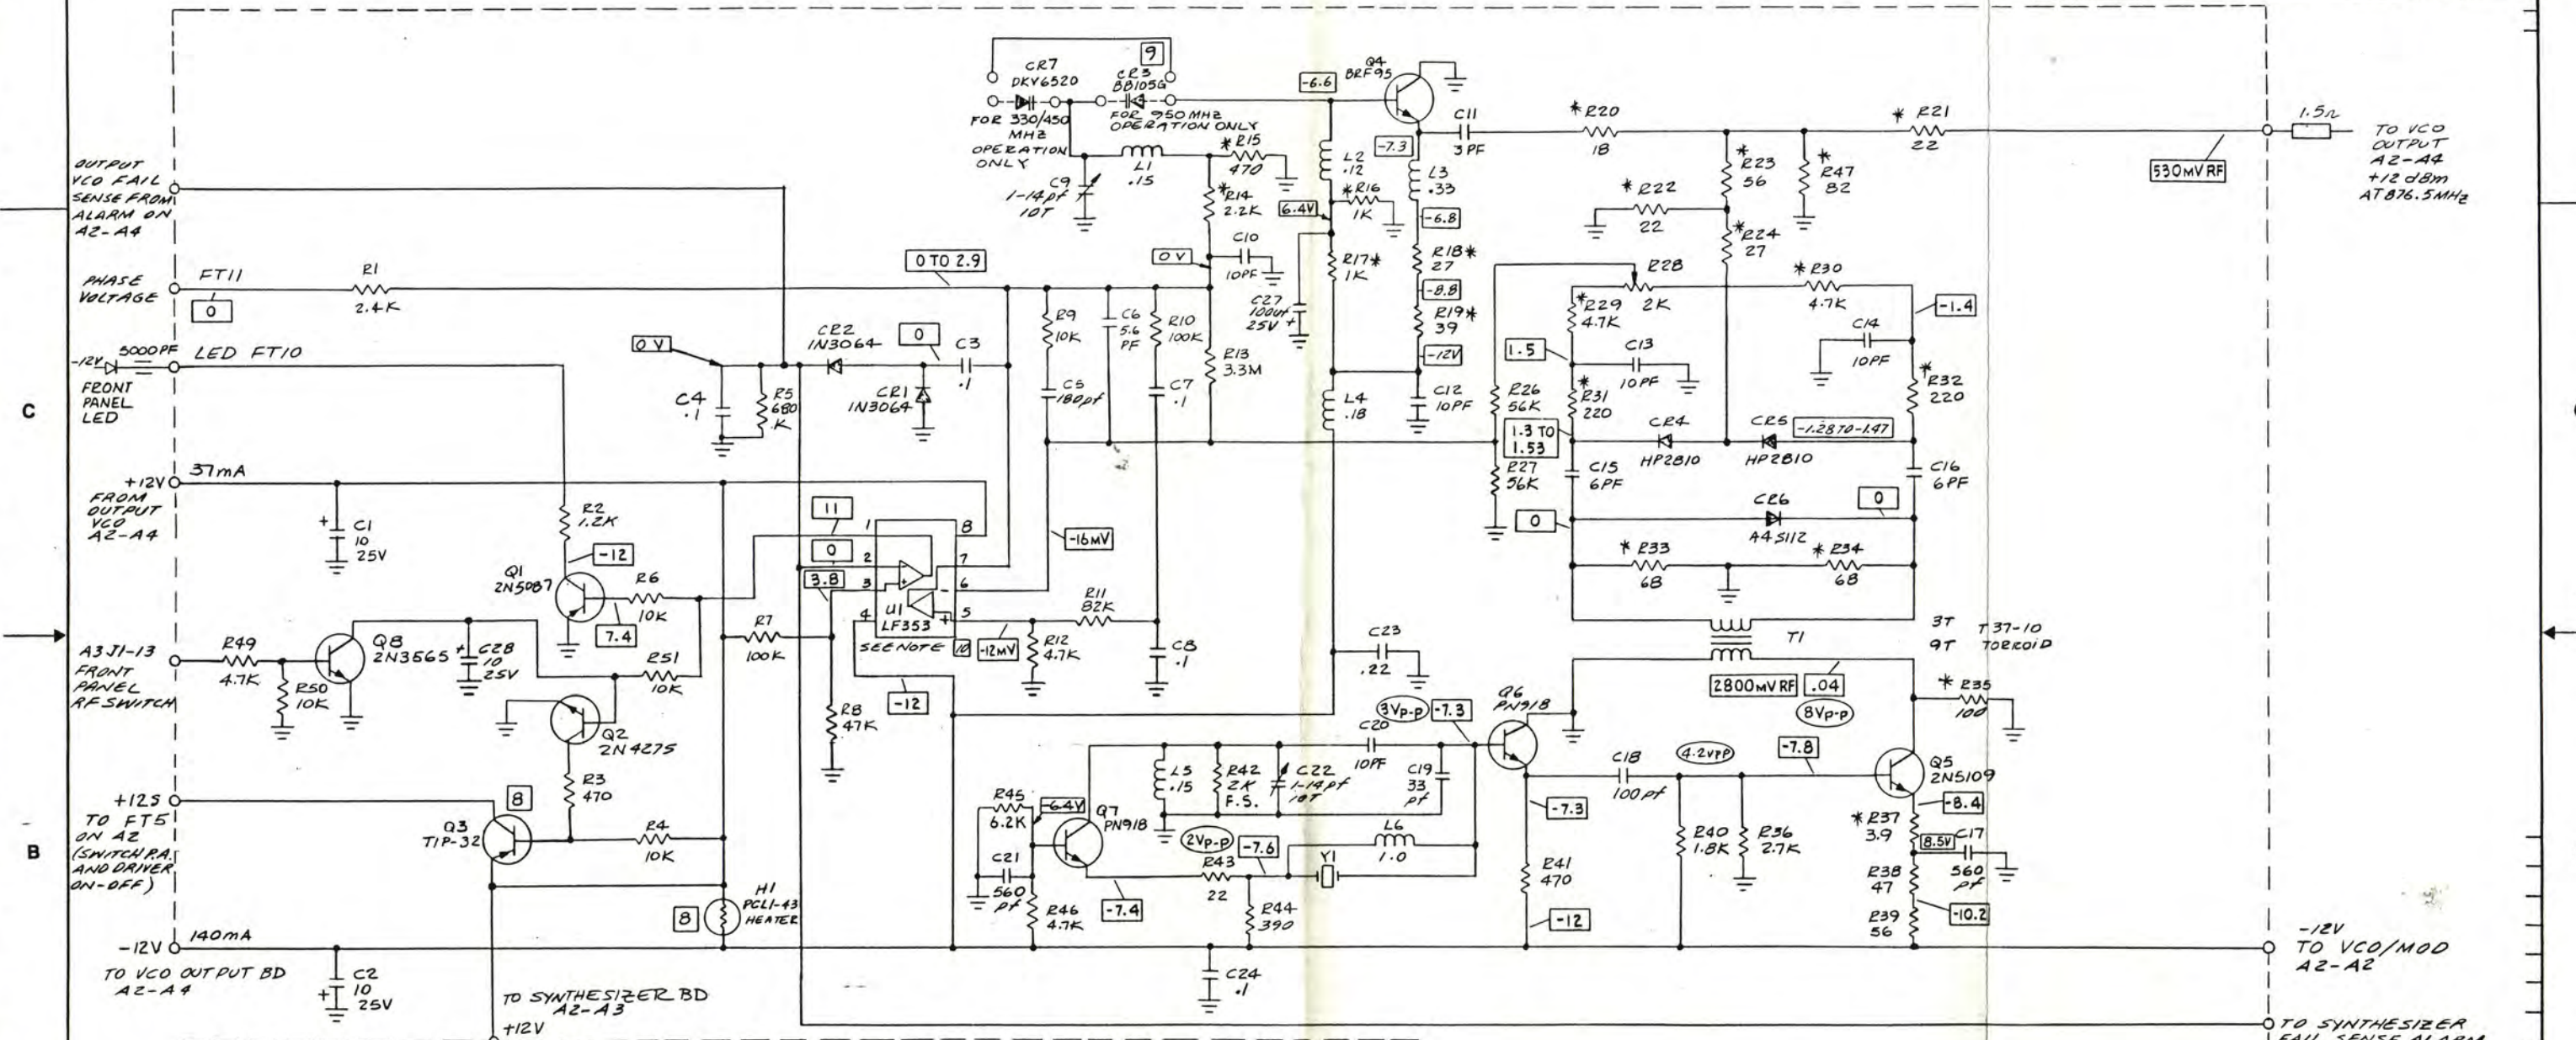 OUTPUT
VCO FAIL
SENSE FROM
ALARM ON
A2-A4
PHASE
VOLTAGE
FT11
0
R1
2.4K
-12V
5000PF
LED FT10
FRONT
PANEL
LED
C
+12V
37mA
FROM
OUTPUT
VCO
A2-A4
C1
10
25V
+
R2
1.2K
-12
Q1
2N5087
R6
10K
7.4
A3J1-13
FRONT
PANEL
RF SWITCH
R49
4.7K
R50
10K
Q8
2N3565
+
C28
10
25V
R51
10K
Q2
2N4275
R3
470
+12S
TO FT5
ON A2
(SWITCH P.A.
AND DRIVER
ON-OFF)
B
Q3
TIP-32
8
R4
10K
H1
PCL1-43
HEATER
8
-12V
140mA
TO VCO OUTPUT BD
A2-A4
C2
10
25V
+
TO SYNTHESIZER BD
A2-A3
+12V
0V
C4
.1
R5
680
K
CR2
1N3064
0
C3
.1
CR1
1N3064
0 TO 2.9
11
0
3.8
1
2
3
4
8
7
6
5
U1
LF353
SEE NOTE 10
-12
R7
100K
R8
47K
-16MV
-12MV
R11
82K
R12
4.7K
C8
.1
R9
10K
C5
180pf
C6
5.6
PF
R10
100K
C7
.1
R13
3.3M
CR7
DKV6520
FOR 330/450
MHZ
OPERATION
ONLY
9
CR3
BB105G
FOR 950 MHZ
OPERATION ONLY
C9
1-14pf
10T
L1
.15
*R15
470
*R14
2.2K
0V
C10
10PF
-6.6
Q4
BRF95
L2
.12
*R16
1K
6.4V
R17*
1K
C27
100uf
25V +
L4
.18
-7.3
L3
.33
-6.8
R18*
27
-8.8
R19*
39
-12V
C12
10PF
C11
3PF
*R20
18
*R21
22
*R23
56
*R47
82
*R22
22
*R24
27
530MV RF
1.5Ω
TO VCO
OUTPUT
A2-A4
+12 dBm
AT 876.5MHz
R28
2K
*R29
4.7K
*R30
4.7K
-1.4
1.5
C13
10PF
C14
10PF
*R31
220
*R32
220
R26
56K
1.3 TO
1.53
R27
56K
CR4
HP2810
CR5
HP2810
-1.28 TO -1.47
C15
6PF
C16
6PF
CR6
A4S112
0
0
*R33
68
*R34
68
T1
3T
9T
T37-10
TORROID
2800MV RF
.04
8Vp-p
*R35
100
C23
.22
3Vp-p
-7.3
Q6
PN918
C20
10PF
L5
.15
R42
2K
F.S.
C22
1-14pf
10T
C19
33
pf
R45
6.2K
-6.4V
Q7
PN918
C21
560
pf
R46
4.7K
-7.4
2Vp-p
-7.6
R43
22
R44
390
L6
1.0
Y1
C24
.1
-7.3
R41
470
-12
C18
100pf
4.2VPP
-7.8
R40
1.8K
R36
2.7K
Q5
2N5109
-8.4
*R37
3.9
8.5V
C17
560
pf
R38
47
-10.2
R39
56
-12V
TO VCO/MOD
A2-A2
TO SYNTHESIZER
FAIL SENSE ALARM